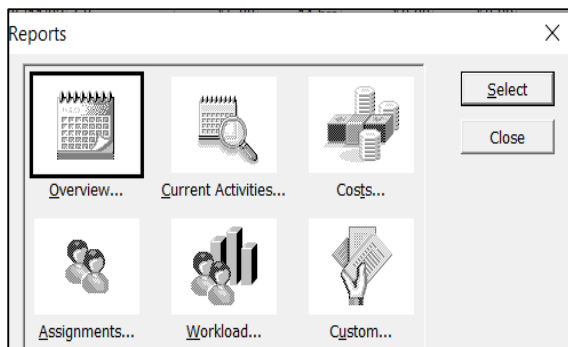 Reports
Select
Close
Overview...
Current Activities...
Costs...
Assignments...
Workload...
Custom...